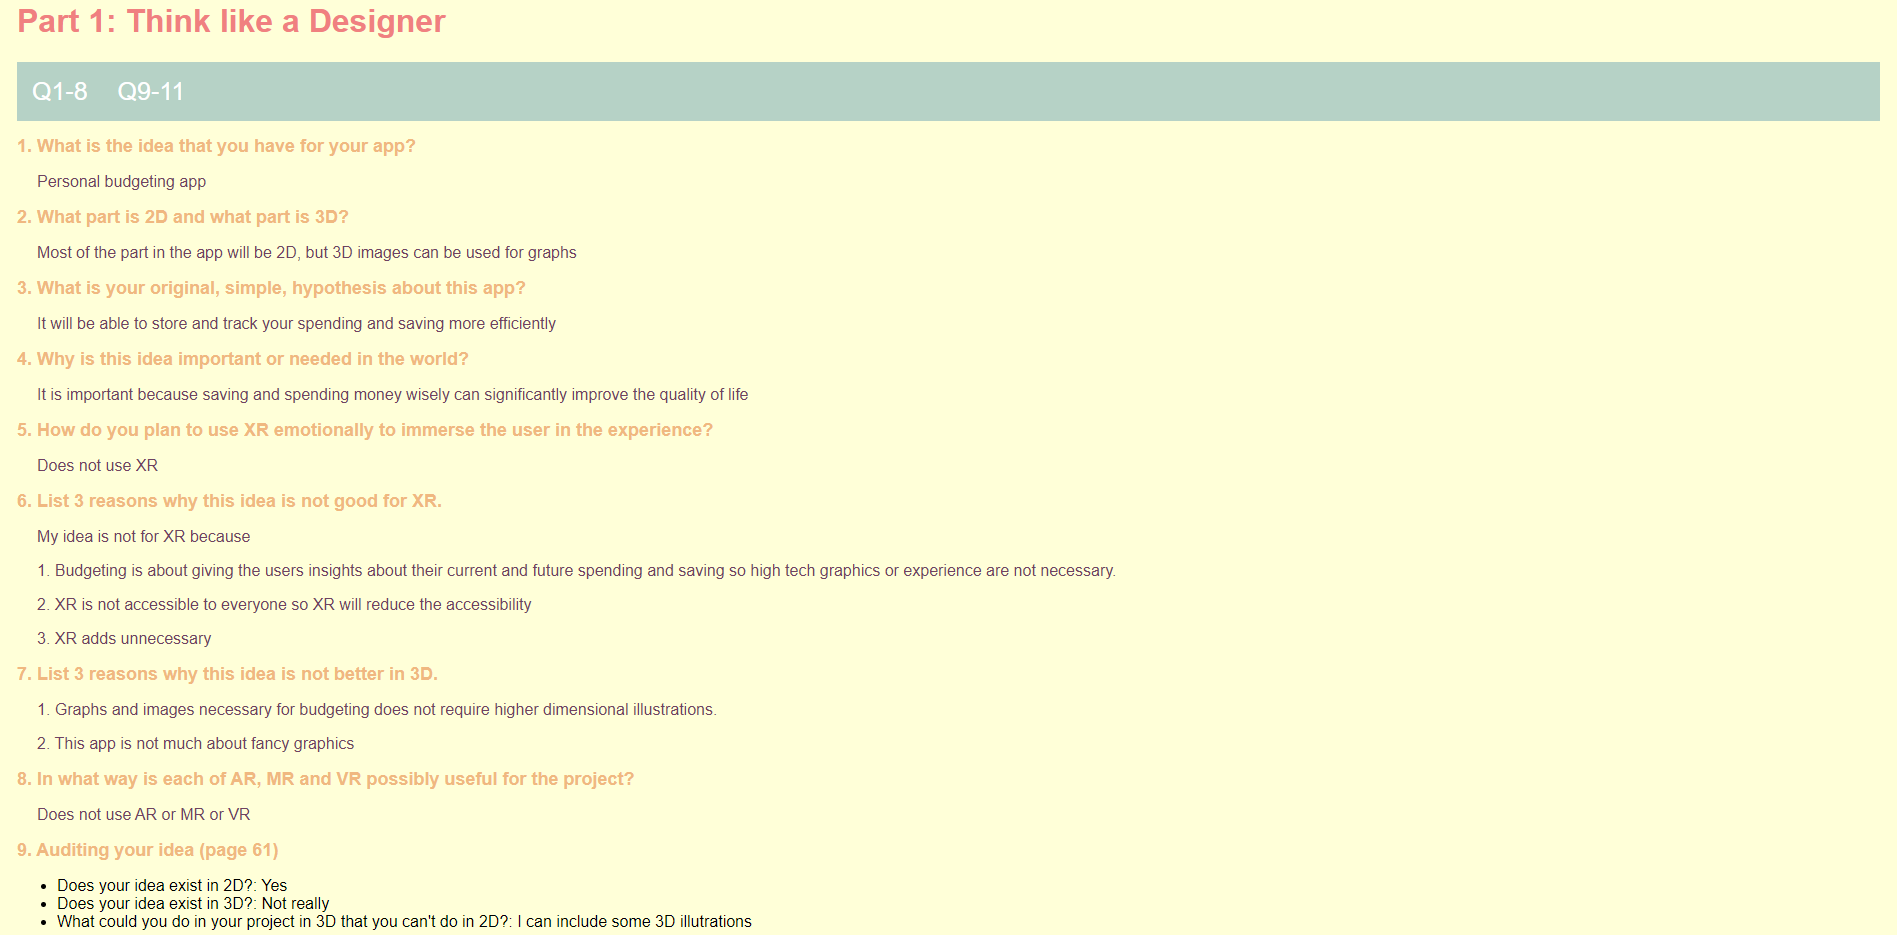 Part 1: Think like a Designer
Q1-8 Q9-11
1. What is the idea that you have for your app?
Personal budgeting app
2. What part is 2D and what part is 3D?
Most of the part in the app will be 2D, but 3D images can be used for graphs
3. What is your original, simple, hypothesis about this app?
It will be able to store and track your spending and saving more efficiently
4. Why is this idea important or needed in the world?
It is important because saving and spending money wisely can significantly improve the quality of life
5. How do you plan to use XR emotionally to immerse the user in the experience?
Does not use XR
6. List 3 reasons why this idea is not good for XR.
My idea is not for XR because
1. Budgeting is about giving the users insights about their current and future spending and saving so high tech graphics or experience are not necessary.
2. XR is not accessible to everyone so XR will reduce the accessibility
3. XR adds unnecessary
7. List 3 reasons why this idea is not better in 3D.
1. Graphs and images necessary for budgeting does not require higher dimensional illustrations.
2. This app is not much about fancy graphics
8. In what way is each of AR, MR and VR possibly useful for the project?
Does not use AR or MR or VR
9. Auditing your idea (page 61)
• Does your idea exist in 2D?: Yes
• Does your idea exist in 3D?: Not really
• What could you do in your project in 3D that you can't do in 2D?: I can include some 3D illutrations